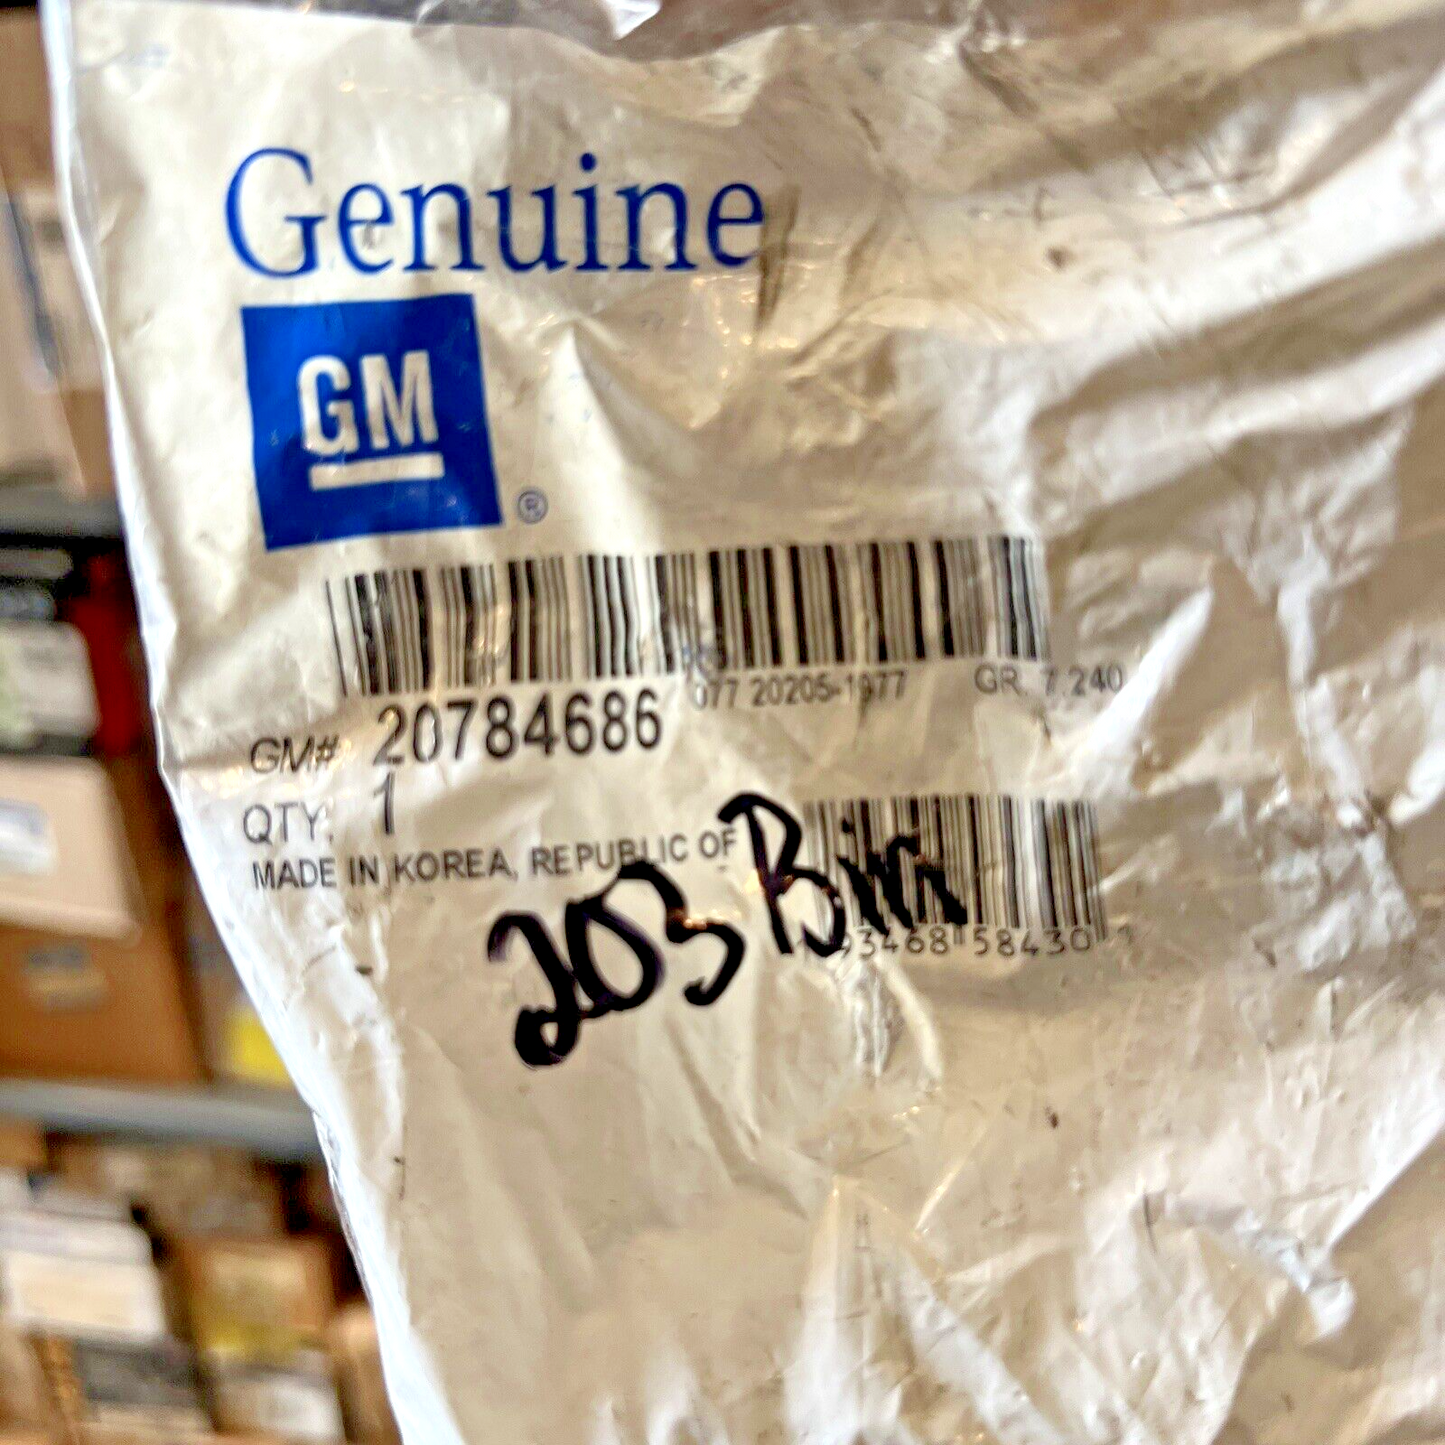 Genuine
GM
®
077 20205-1977 GR. 7.240
GM# 20784686
QTY: 1
MADE IN KOREA, REPUBLIC OF
203 Bin
93468 58430